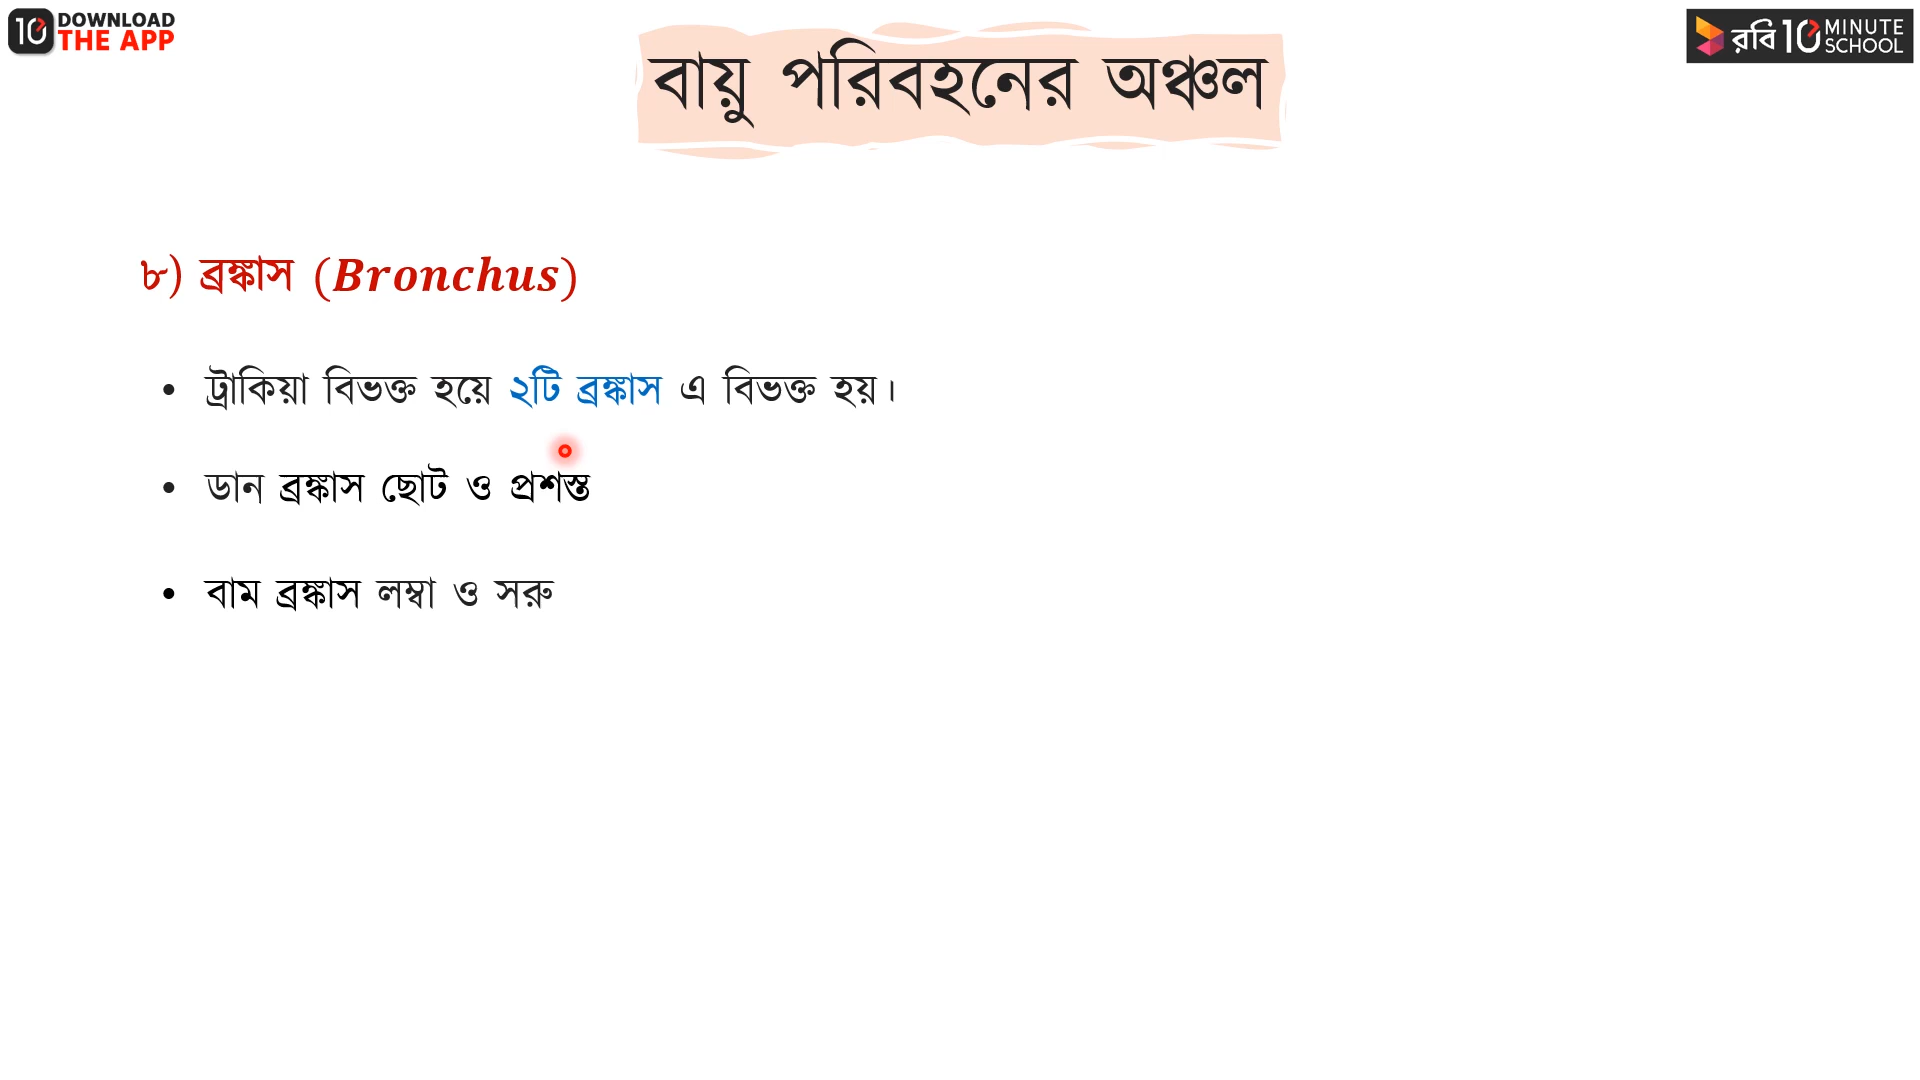 10 DOWNLOAD THE APP
রবি 10 MINUTE SCHOOL
বায়ু পরিবহনের অঞ্চল
৮) ব্রঙ্কাস (Bronchus)
• ট্রাকিয়া বিভক্ত হয়ে ২টি ব্রঙ্কাস এ বিভক্ত হয়।
• ডান ব্রঙ্কাস ছোট ও প্রশস্ত
• বাম ব্রঙ্কাস লম্বা ও সরু